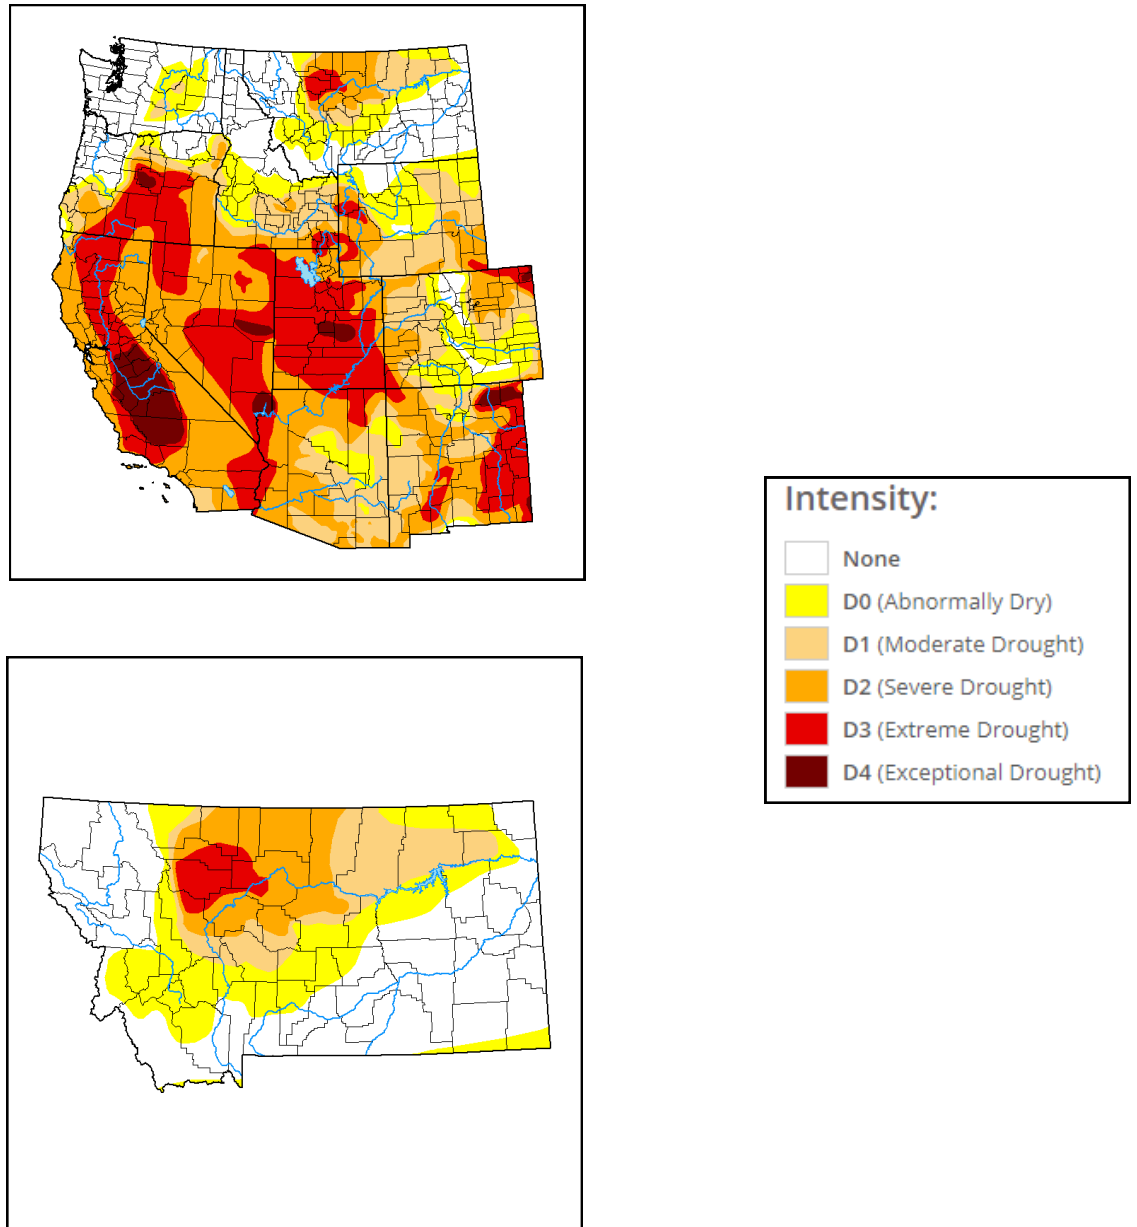 Intensity:
None
D0 (Abnormally Dry)
D1 (Moderate Drought)
D2 (Severe Drought)
D3 (Extreme Drought)
D4 (Exceptional Drought)